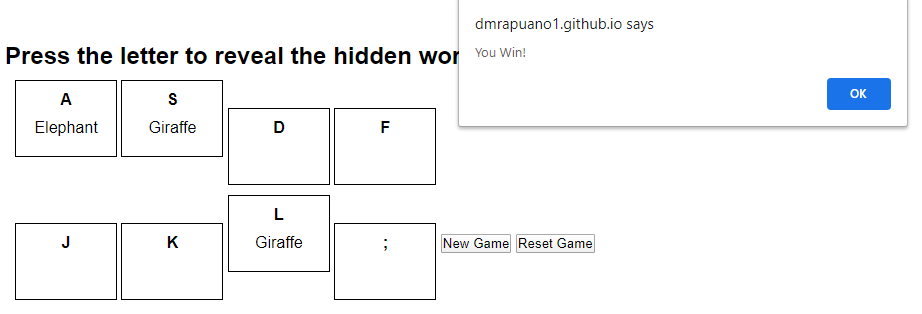 dmrapuano1.github.io says
You Win!
OK
Press the letter to reveal the hidden wor
A S
Elephant Giraffe
D F
L
Giraffe
J K ;
New Game Reset Game